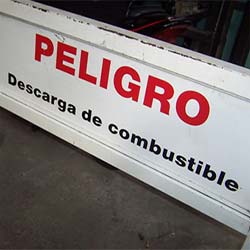 PELIGRO
Descarga de combustible